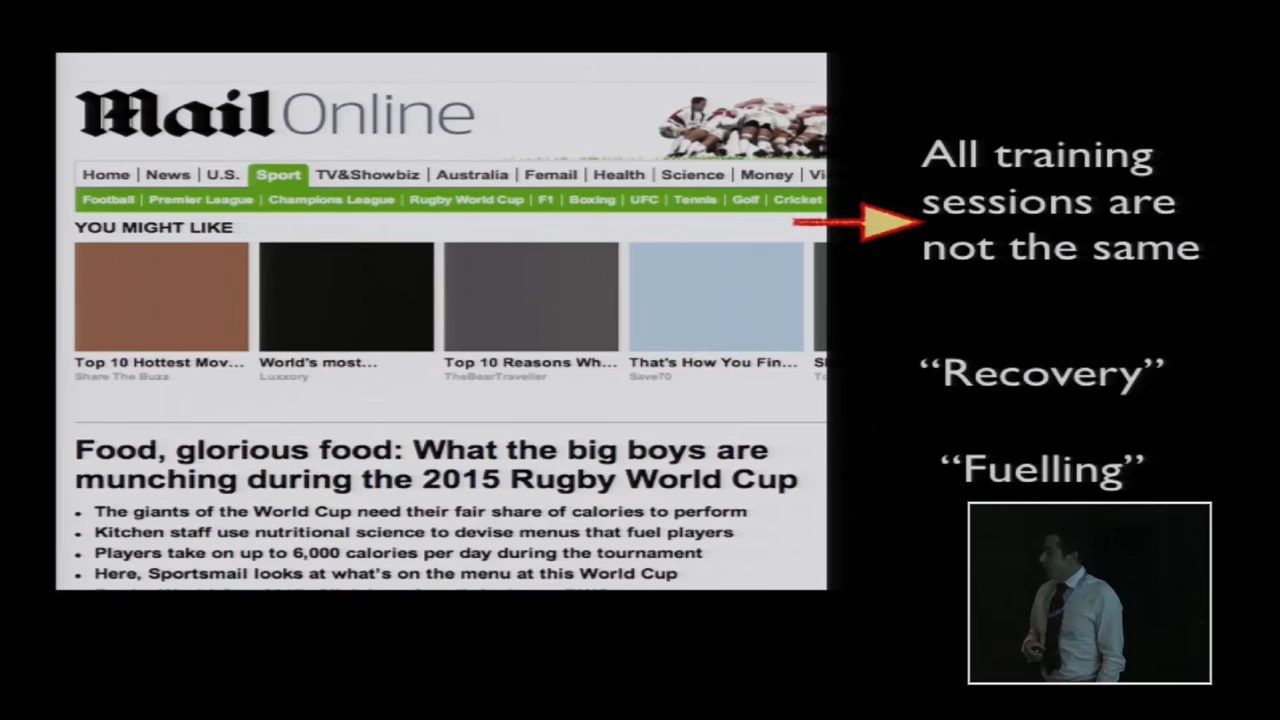 Mail Online
Home | News | U.S. | Sport | TV&Showbiz | Australia | Femail | Health | Science | Money |
Football | Premier League | Champions League | Rugby World Cup | F1 | Boxing | UFC | Tennis | Golf | Cricket
YOU MIGHT LIKE
Top 10 Hottest Mov...
Share The Buzz
World's most...
Luxxory
Top 10 Reasons Wh...
TheBearTraveller
That's How You Fin...
Save70
Food, glorious food: What the big boys are
munching during the 2015 Rugby World Cup
• The giants of the World Cup need their fair share of calories to perform
• Kitchen staff use nutritional science to devise menus that fuel players
• Players take on up to 6,000 calories per day during the tournament
• Here, Sportsmail looks at what's on the menu at this World Cup
All training
sessions are
not the same
“Recovery”
“Fuelling”